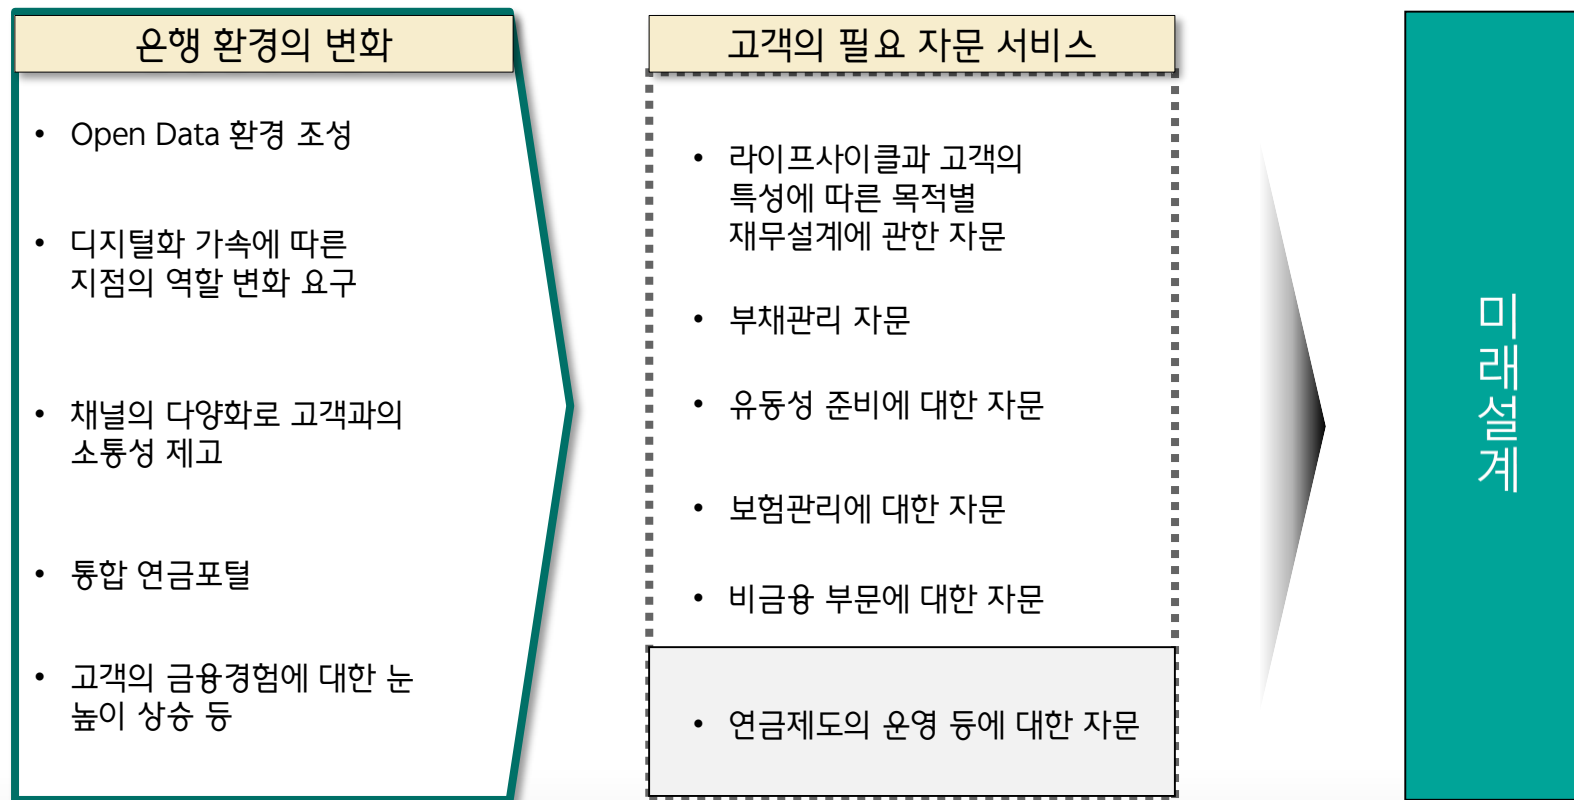 은행 환경의 변화
• Open Data 환경 조성
• 디지털화 가속에 따른
지점의 역할 변화 요구
• 채널의 다양화로 고객과의
소통성 제고
• 통합 연금포털
• 고객의 금융경험에 대한 눈
높이 상승 등
고객의 필요 자문 서비스
• 라이프사이클과 고객의
특성에 따른 목적별
재무설계에 관한 자문
• 부채관리 자문
• 유동성 준비에 대한 자문
• 보험관리에 대한 자문
• 비금융 부문에 대한 자문
• 연금제도의 운영 등에 대한 자문
미래설계